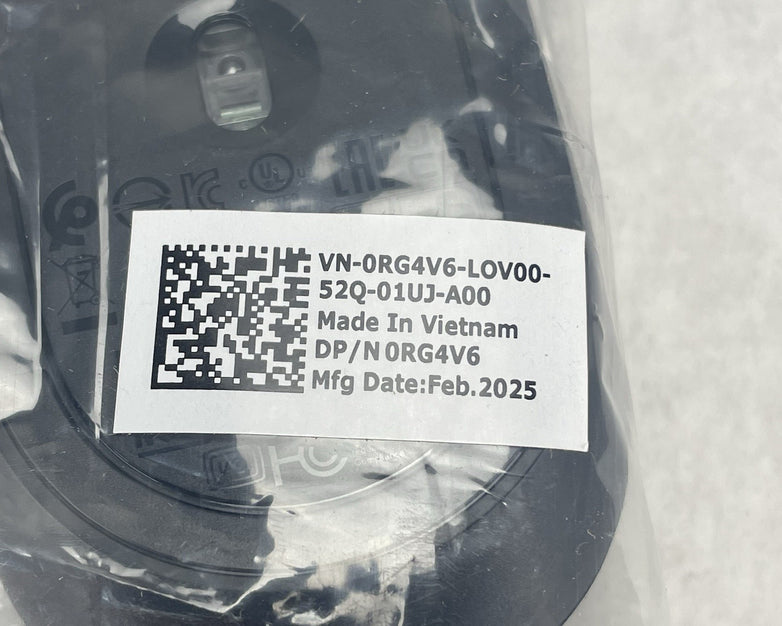 VN-0RG4V6-LOV00-
52Q-01UJ-A00
Made In Vietnam
DP/N 0RG4V6
Mfg Date:Feb.2025